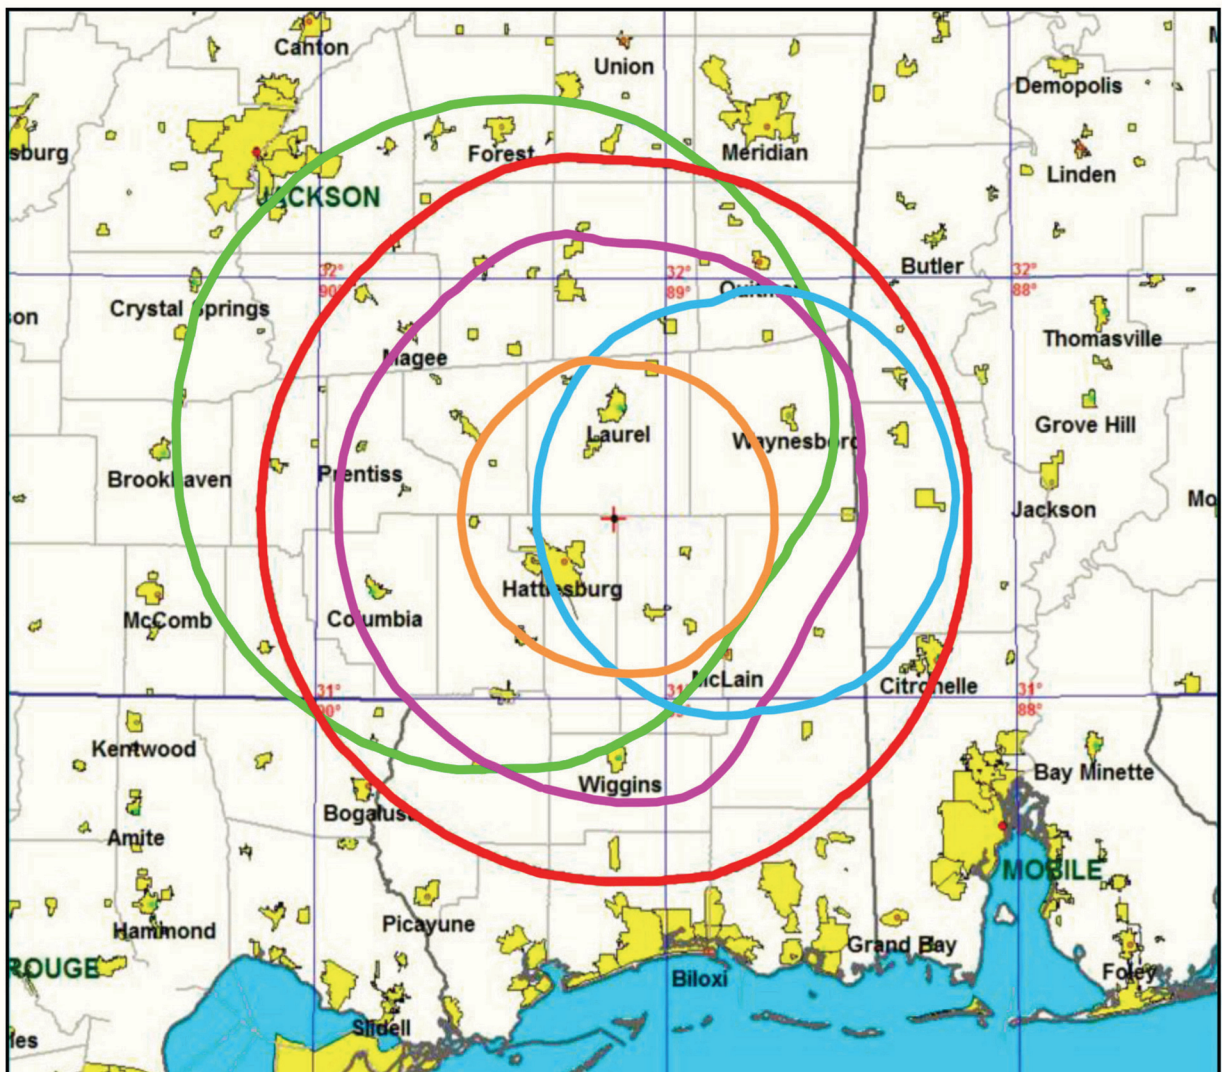 Canton
Union
Demopolis
sburg
Forest
Meridian
Linden
JACKSON
Butler
32°
90°
32°
89°
32°
88°
Quitman
Crystal Springs
son
Thomasville
Magee
Laurel
Waynesboro
Grove Hill
Brookhaven
Prentiss
Jackson
Mo
Hattiesburg
McComb
Columbia
McLain
Citronelle
31°
90°
31°
31°
88°
Kentwood
Wiggins
Bay Minette
Bogalusa
Amite
MOBILE
Picayune
Hammond
Grand Bay
ROUGE
Biloxi
Foley
Slidell
les